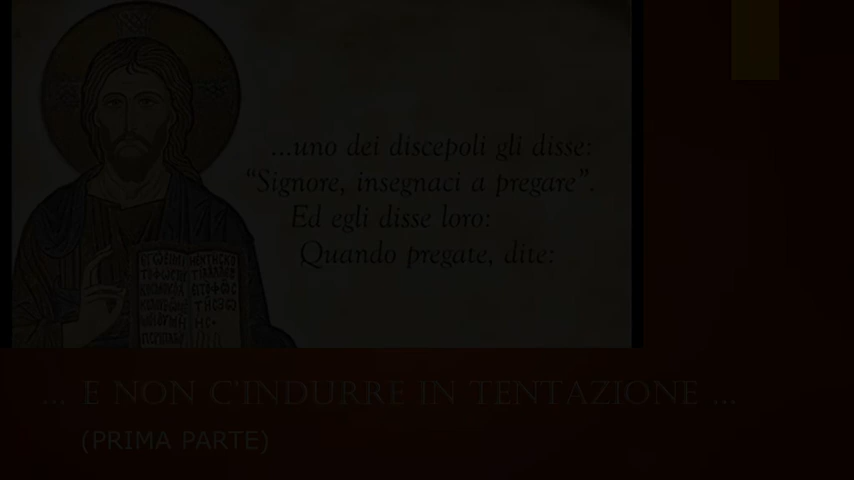 ...uno dei discepoli gli disse:
“Signore, insegnaci a pregare”.
Ed egli disse loro:
Quando pregate, dite:
... E NON C'INDURRE IN TENTAZIONE ...
(PRIMA PARTE)